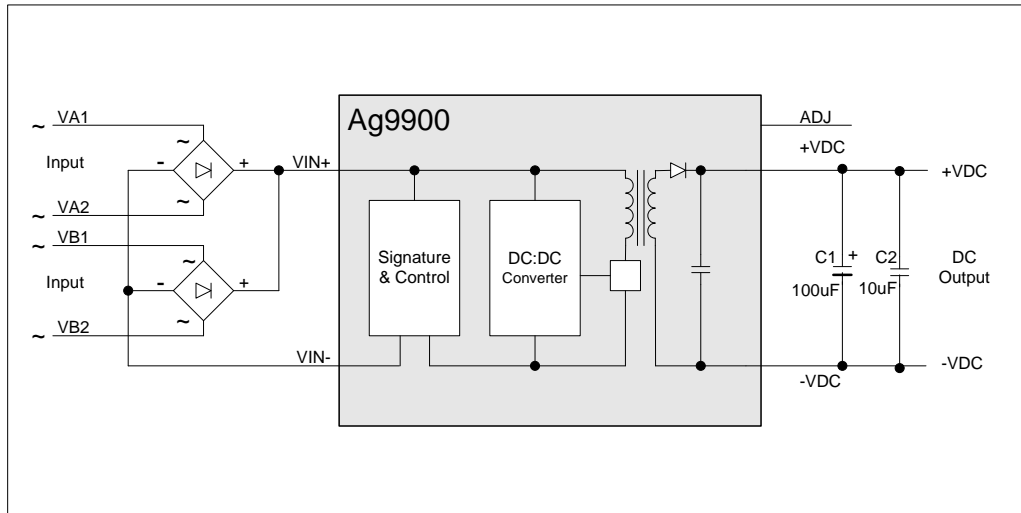 Ag9900
~ VA1
Input
~ VA2
~ VB1
Input
~ VB2
~
~
-
+
~
~
-
+
VIN+
VIN-
Signature
& Control
DC:DC
Converter
ADJ
+VDC
-VDC
C1
+
100uF
C2
10uF
+VDC
DC
Output
-VDC